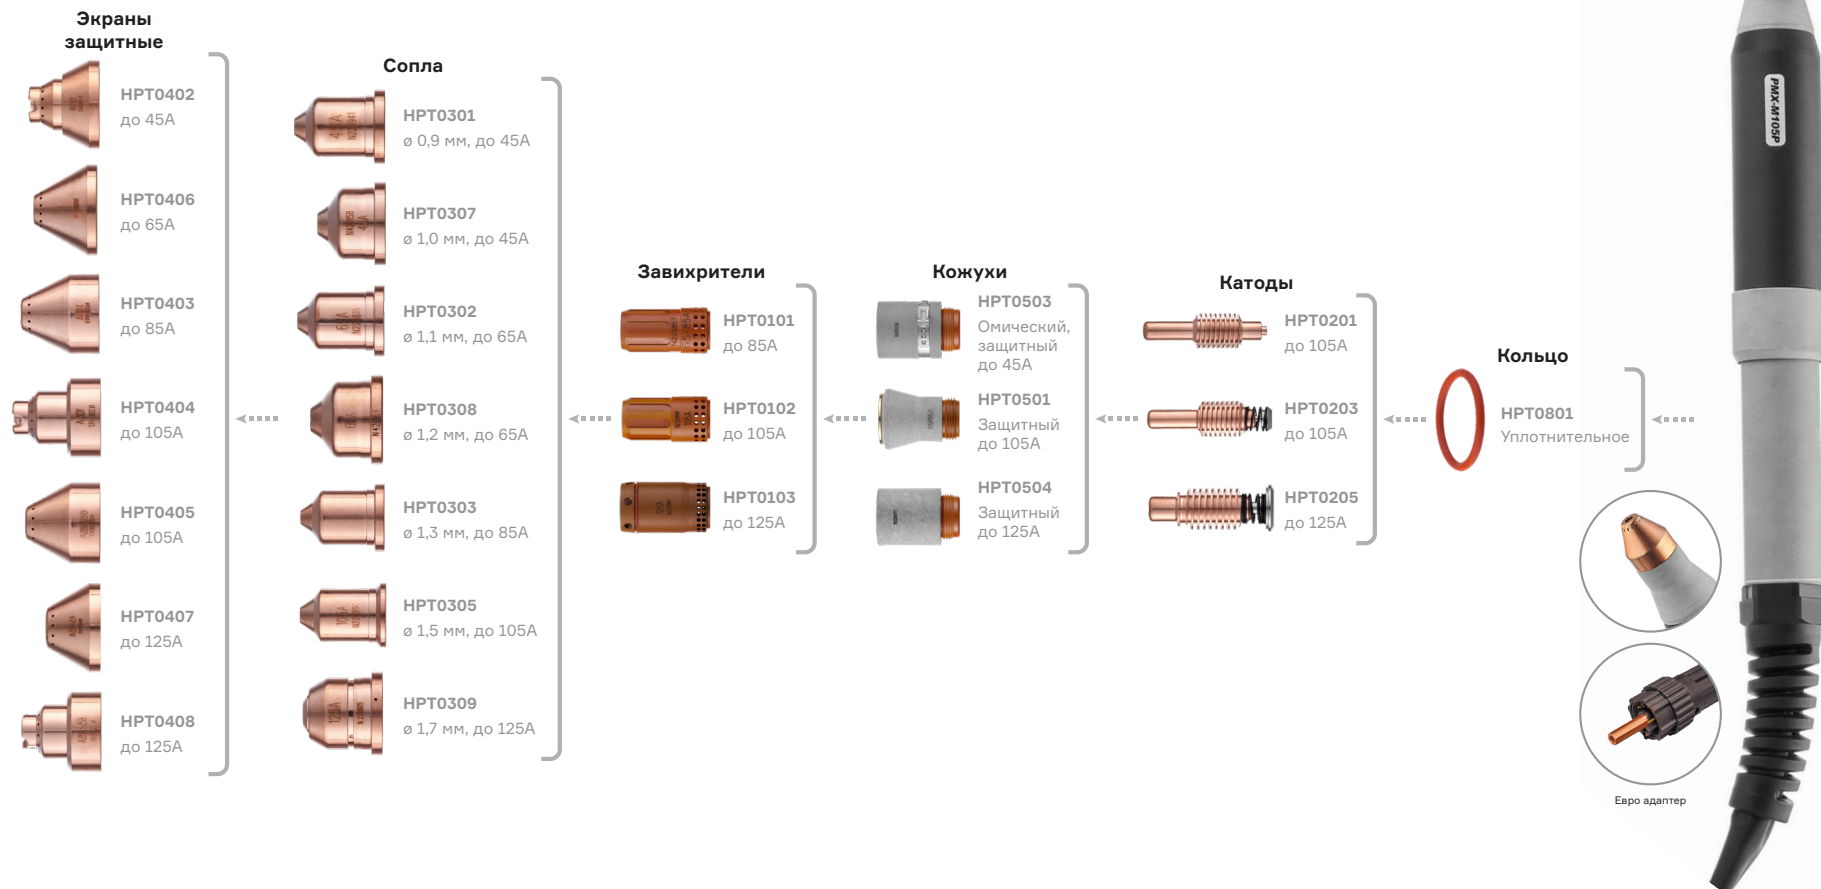 Экраны
защитные
HPT0402
до 45А
HPT0406
до 65А
HPT0403
до 85А
HPT0404
до 105А
HPT0405
до 105А
HPT0407
до 125А
HPT0408
до 125А
Сопла
HPT0301
ø 0,9 мм, до 45А
HPT0307
ø 1,0 мм, до 45А
HPT0302
ø 1,1 мм, до 65А
HPT0308
ø 1,2 мм, до 65А
HPT0303
ø 1,3 мм, до 85А
HPT0305
ø 1,5 мм, до 105А
HPT0309
ø 1,7 мм, до 125А
Завихрители
HPT0101
до 85А
HPT0102
до 105А
HPT0103
до 125А
Кожухи
HPT0503
Омический,
защитный
до 45А
HPT0501
Защитный
до 105А
HPT0504
Защитный
до 125А
Катоды
HPT0201
до 105А
HPT0203
до 105А
HPT0205
до 125А
Кольцо
HPT0801
Уплотнительное
PMX-M105P
Евро адаптер